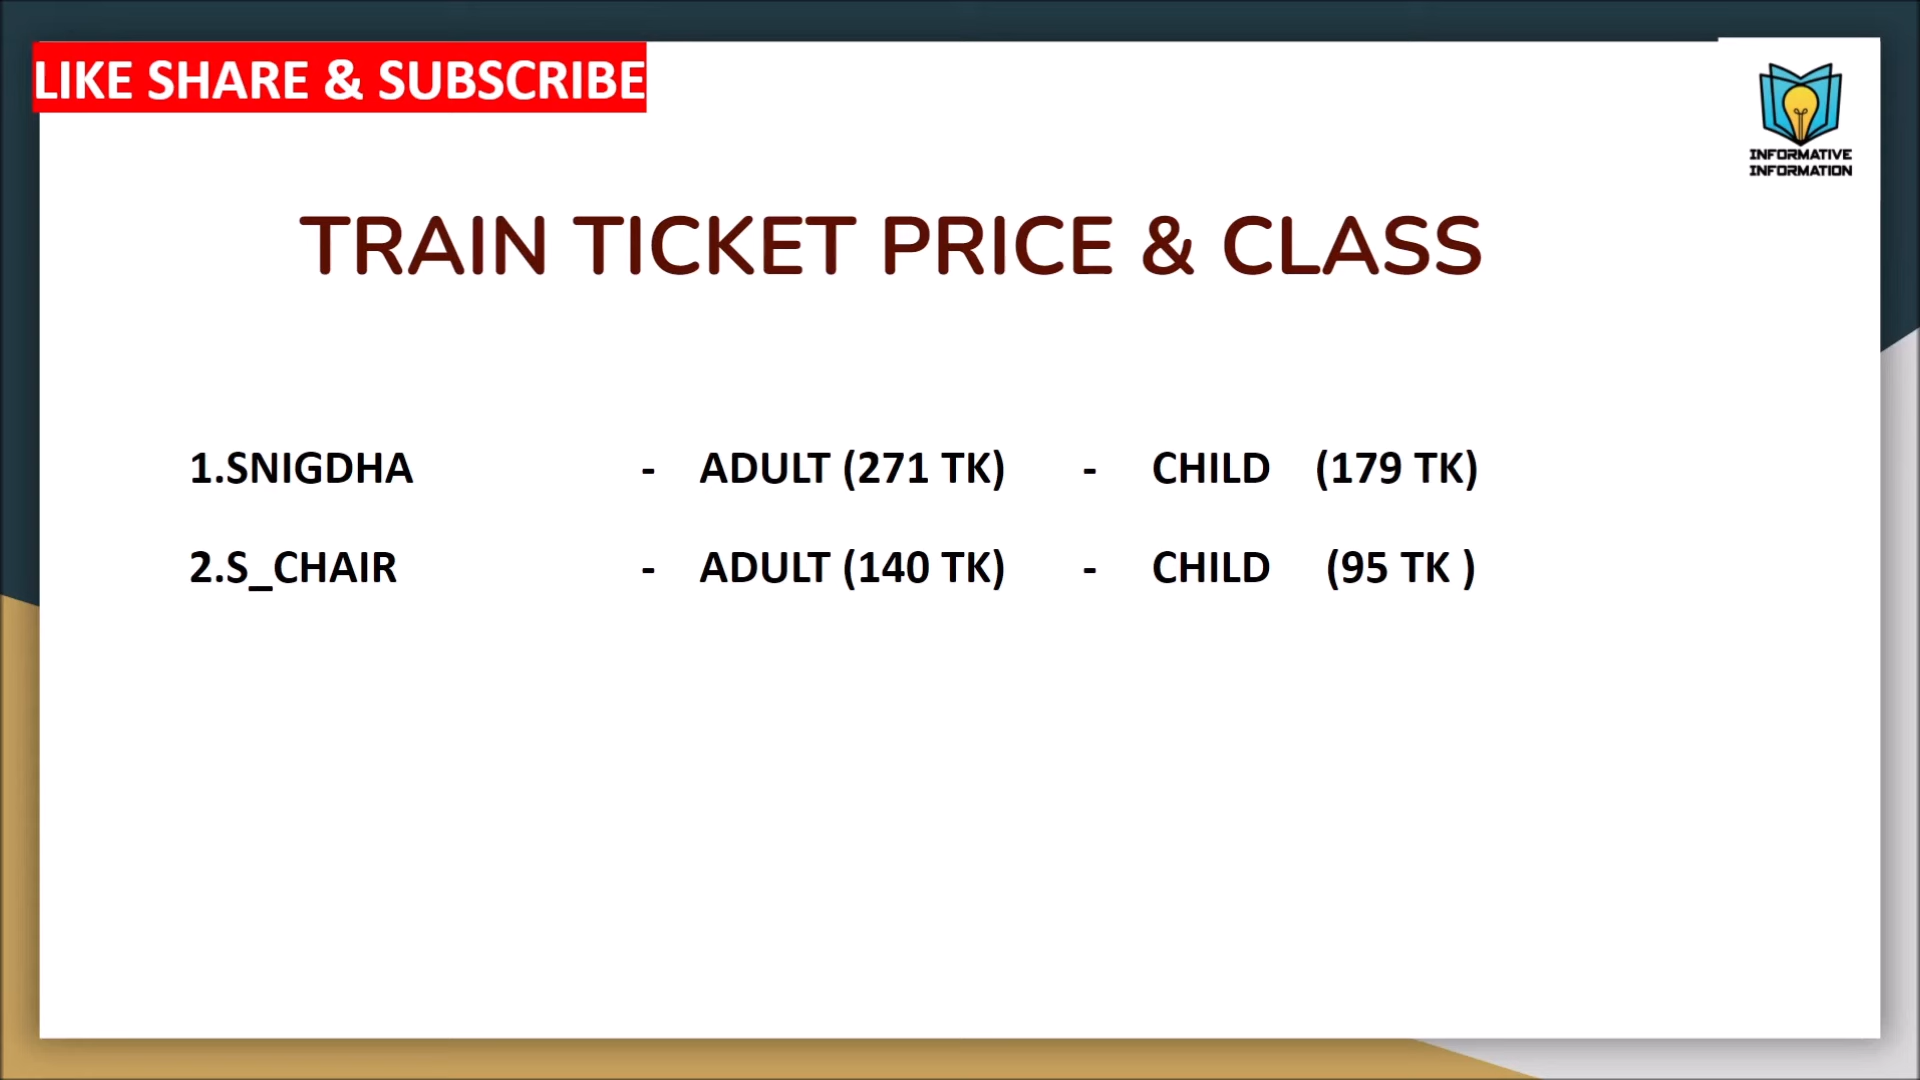 LIKE SHARE & SUBSCRIBE
INFORMATIVE
INFORMATION
TRAIN TICKET PRICE & CLASS
1.SNIGDHA - ADULT (271 TK) - CHILD (179 TK)
2.S_CHAIR - ADULT (140 TK) - CHILD (95 TK )